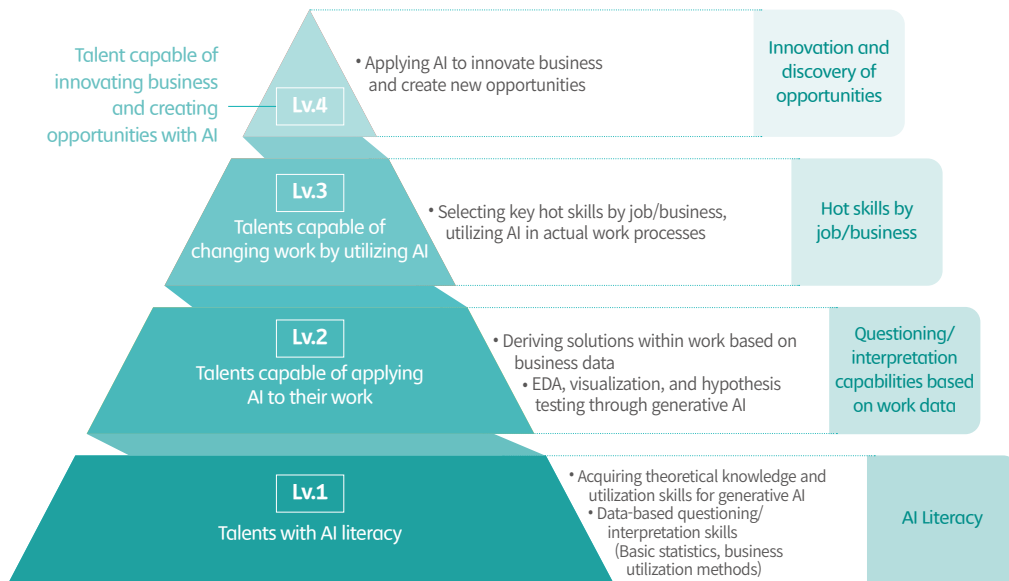 Talent capable of
innovating business
and creating
opportunities with AI
Lv.4
• Applying AI to innovate business
and create new opportunities
Innovation and
discovery of
opportunities
Lv.3
Talents capable of
changing work by utilizing AI
• Selecting key hot skills by job/business,
utilizing AI in actual work processes
Hot skills by
job/business
Lv.2
Talents capable of applying
AI to their work
• Deriving solutions within work based on
business data
• EDA, visualization, and hypothesis
testing through generative AI
Questioning/
interpretation
capabilities based
on work data
Lv.1
Talents with AI literacy
• Acquiring theoretical knowledge and
utilization skills for generative AI
• Data-based questioning/
interpretation skills
(Basic statistics, business
utilization methods)
AI Literacy